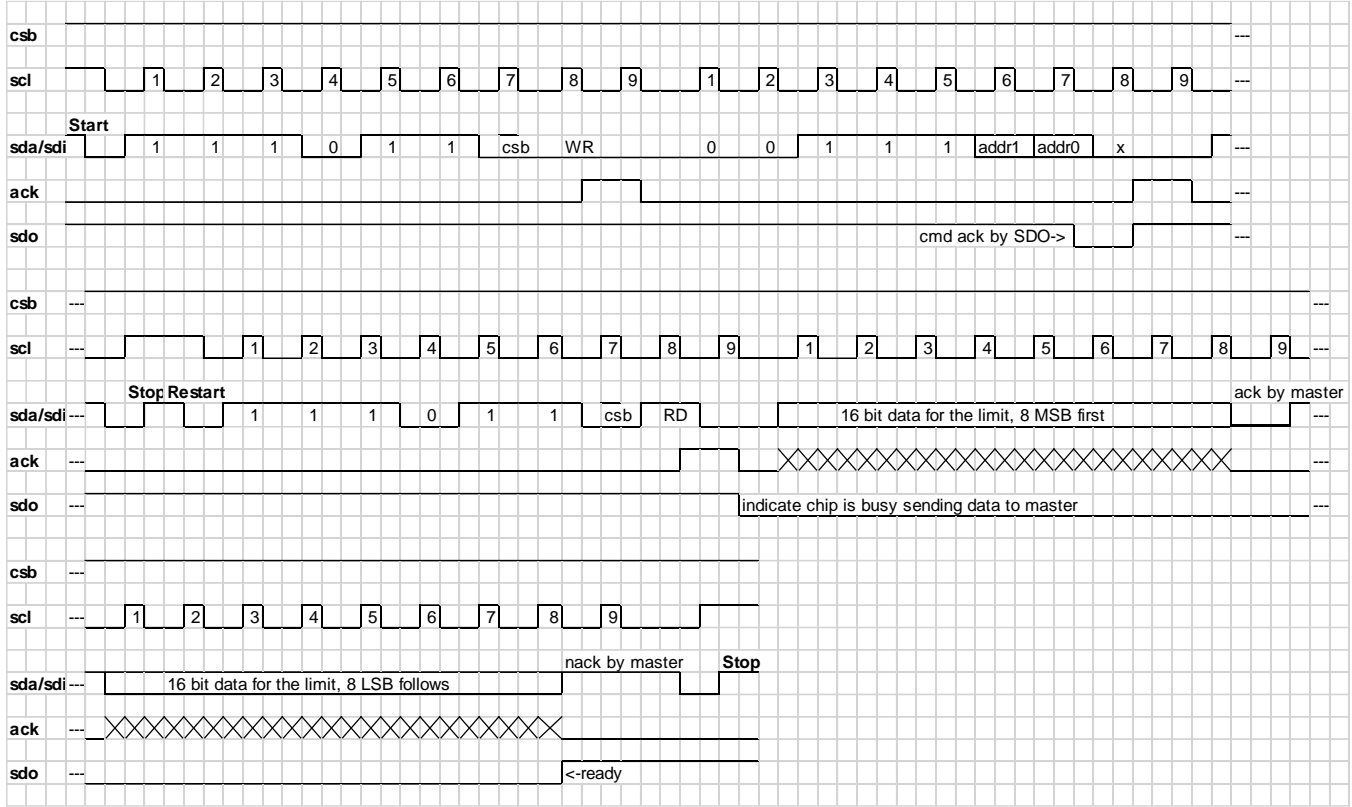 csb ---
scl 1 2 3 4 5 6 7 8 9 1 2 3 4 5 6 7 8 9 ---
Start
sda/sdi 1 1 1 0 1 1 csb WR 0 0 1 1 1 addr1 addr0 x ---
ack ---
sdo cmd ack by SDO-> ---
csb --- ---
scl --- 1 2 3 4 5 6 7 8 9 1 2 3 4 5 6 7 8 9 ---
Stop Restart ack by master
sda/sdi --- 1 1 1 0 1 1 csb RD 16 bit data for the limit, 8 MSB first ---
ack --- ---
sdo --- indicate chip is busy sending data to master ---
csb ---
scl --- 1 2 3 4 5 6 7 8 9
nack by master Stop
sda/sdi --- 16 bit data for the limit, 8 LSB follows
ack ---
sdo --- <-ready